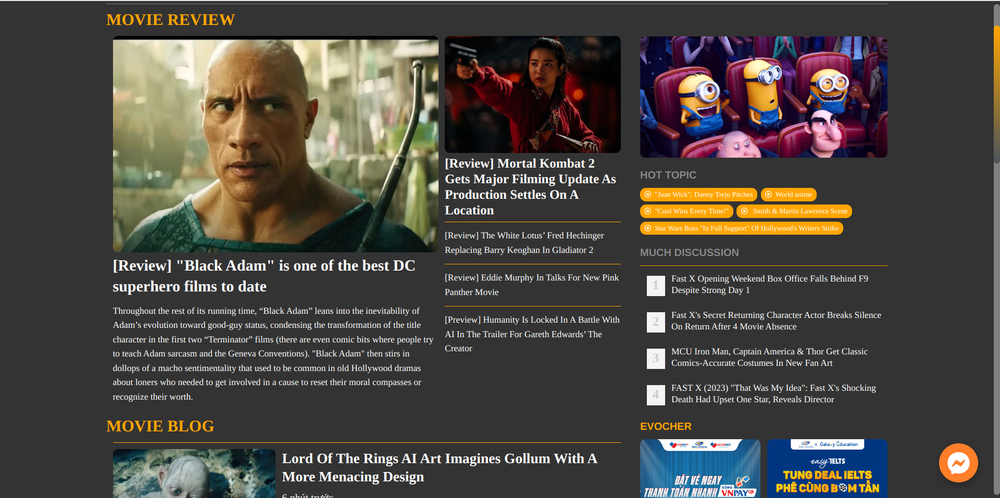 MOVIE REVIEW
[Review] "Black Adam" is one of the best DC
superhero films to date
Throughout the rest of its running time, “Black Adam” leans into the inevitability of
Adam’s evolution toward good-guy status, condensing the transformation of the title
character in the first two “Terminator” films (there are even comic bits where people try
to teach Adam sarcasm and the Geneva Conventions). "Black Adam" then stirs in
dollops of a macho sentimentality that used to be common in old Hollywood dramas
about loners who needed to get involved in a cause to reset their moral compasses or
recognize their worth.
[Review] Mortal Kombat 2
Gets Major Filming Update As
Production Settles On A
Location
[Review] The White Lotus’ Fred Hechinger
Replacing Barry Keoghan In Gladiator 2
[Review] Eddie Murphy In Talks For New Pink
Panther Movie
[Preview] Humanity Is Locked In A Battle With
AI In The Trailer For Gareth Edwards’ The
Creator
HOT TOPIC
"Juan Wick": Danny Trejo Pitches
World anime
"Cool Wins Every Time!"
Smith & Martin Lawrence Scene
Star Wars Boss "In Full Support" Of Hollywood's Writers Strike
MUCH DISCUSSION
1
Fast X Opening Weekend Box Office Falls Behind F9
Despite Strong Day 1
2
Fast X's Secret Returning Character Actor Breaks Silence
On Return After 4 Movie Absence
3
MCU Iron Man, Captain America & Thor Get Classic
Comics-Accurate Costumes In New Fan Art
4
FAST X (2023) "That Was My Idea": Fast X's Shocking
Death Had Upset One Star, Reveals Director
MOVIE BLOG
Lord Of The Rings AI Art Imagines Gollum With A
More Menacing Design
6 phút trước
EVOCHER
VNPAY
Galaxy Cinema
VNPAY
ĐẶT VÉ NGAY
THANH TOÁN NHANH CÙNG VNPAYQR
x Galaxy Education
easy IELTS
TUNG DEAL IELTS
PHÊ CÙNG BOM TẤN